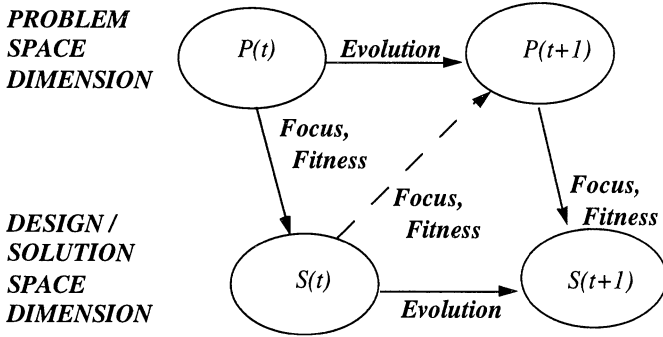 PROBLEM
SPACE
DIMENSION
P(t)
Evolution
P(t+1)
Focus,
Fitness
Focus,
Fitness
Focus,
Fitness
DESIGN /
SOLUTION
SPACE
DIMENSION
S(t)
Evolution
S(t+1)